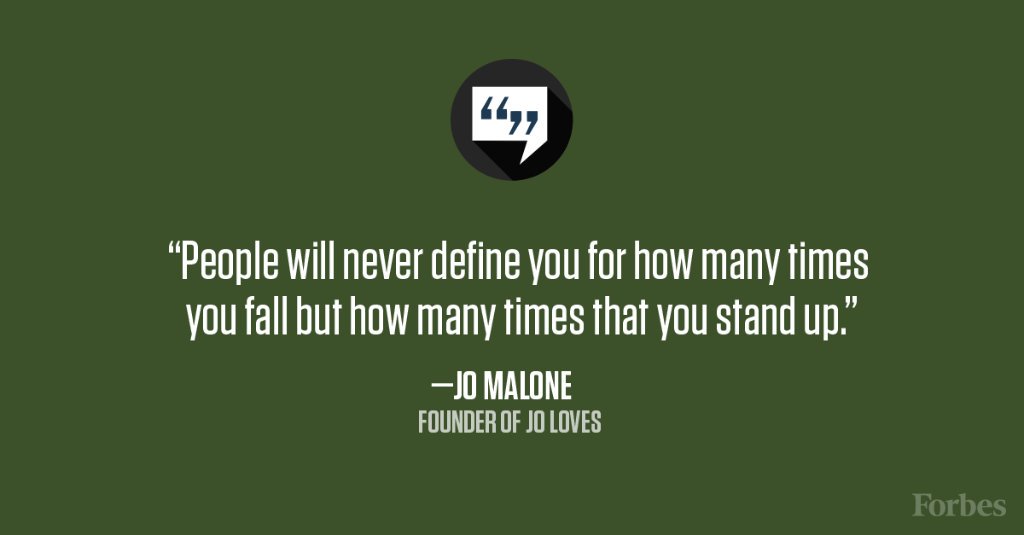 “People will never define you for how many times
you fall but how many times that you stand up.”
—JO MALONE
FOUNDER OF JO LOVES
Forbes